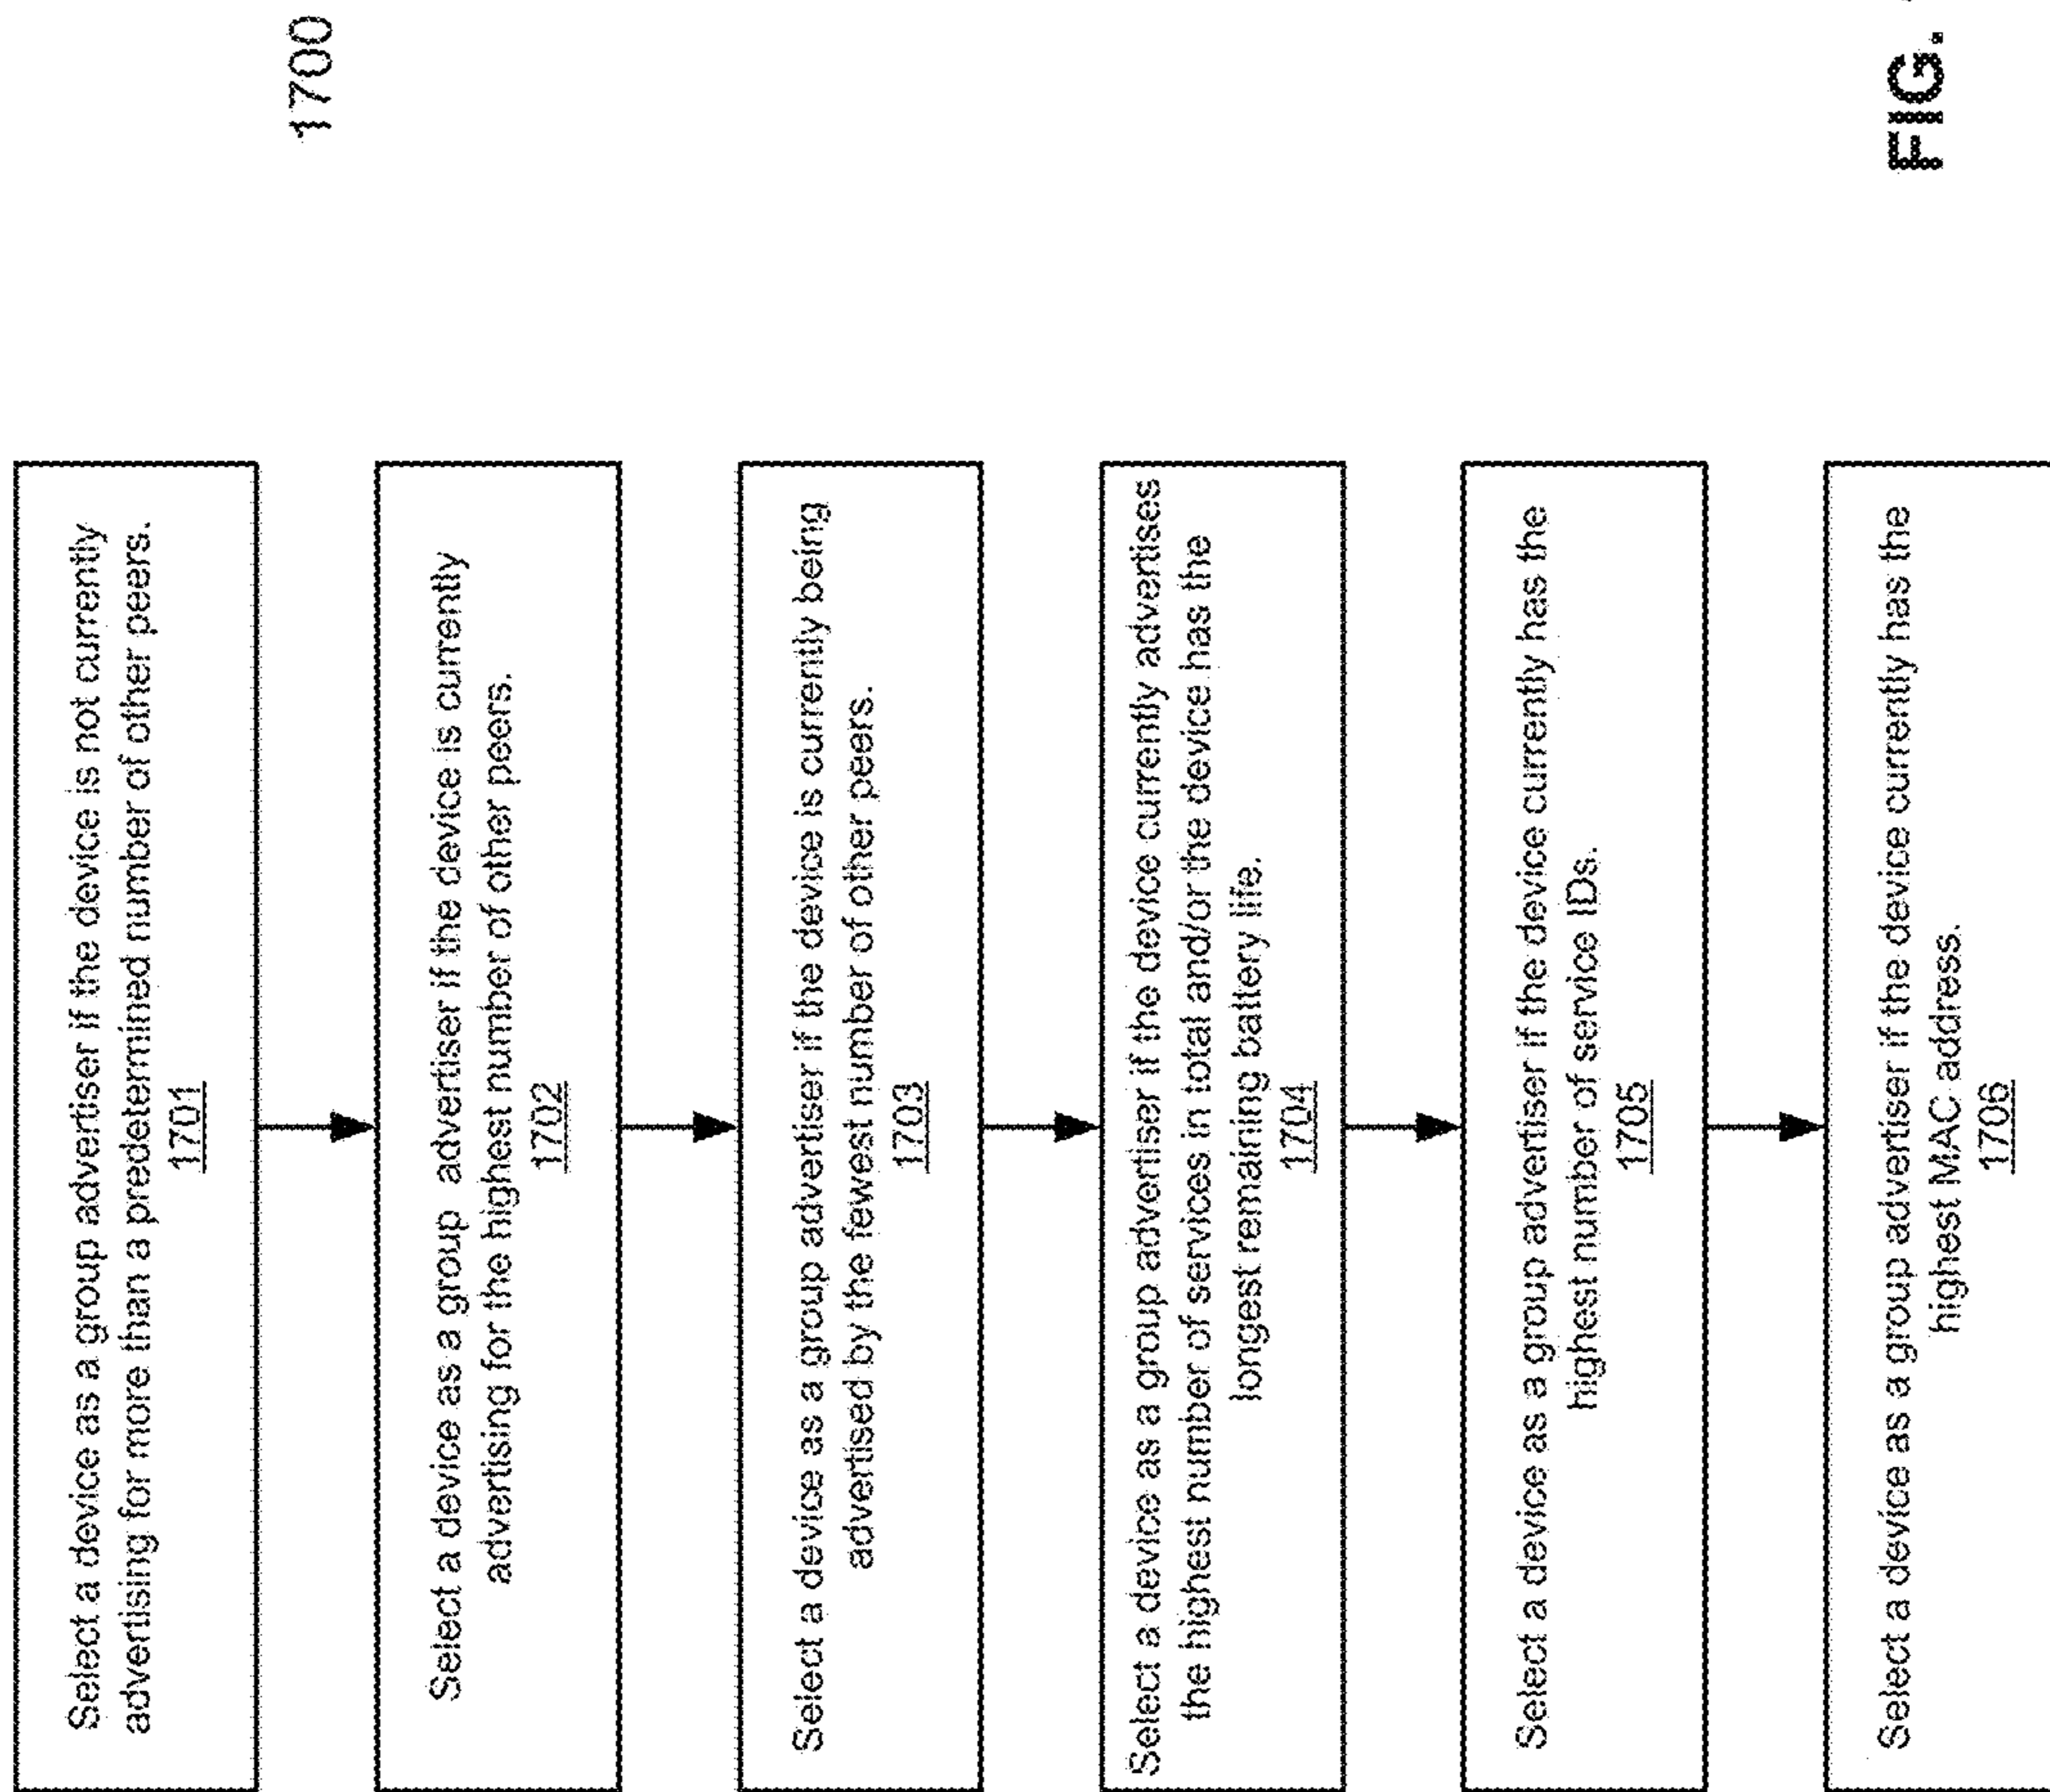 1700
Select a device as a group advertiser if the device is not currently
advertising for more than a predetermined number of other peers.
1701
Select a device as a group advertiser if the device is currently
advertising for the highest number of other peers.
1702
Select a device as a group advertiser if the device is currently being
advertised by the fewest number of other peers.
1703
Select a device as a group advertiser if the device currently advertises
the highest number of services in total and/or the device has the
longest remaining battery life.
1704
Select a device as a group advertiser if the device currently has the
highest number of service IDs.
1705
Select a device as a group advertiser if the device currently has the
highest MAC address.
1706
FIG.